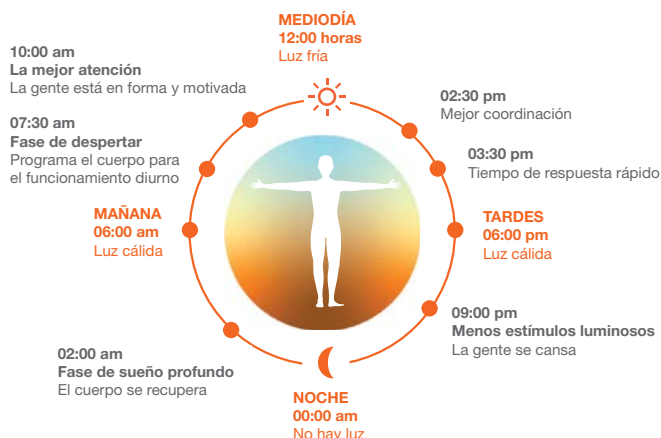 MEDIODÍA
12:00 horas
Luz fría
10:00 am
La mejor atención
La gente está en forma y motivada
07:30 am
Fase de despertar
Programa el cuerpo para
el funcionamiento diurno
MAÑANA
06:00 am
Luz cálida
02:00 am
Fase de sueño profundo
El cuerpo se recupera
NOCHE
00:00 am
No hay luz
02:30 pm
Mejor coordinación
03:30 pm
Tiempo de respuesta rápido
TARDES
06:00 pm
Luz cálida
09:00 pm
Menos estímulos luminosos
La gente se cansa